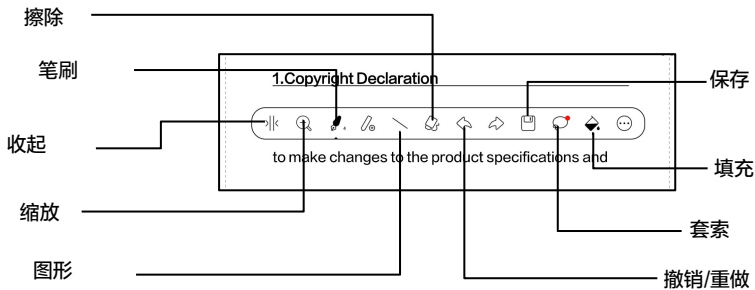 擦除
笔刷
保存
1.Copyright Declaration
收起
to make changes to the product specifications and
填充
缩放
套索
图形
撤销/重做